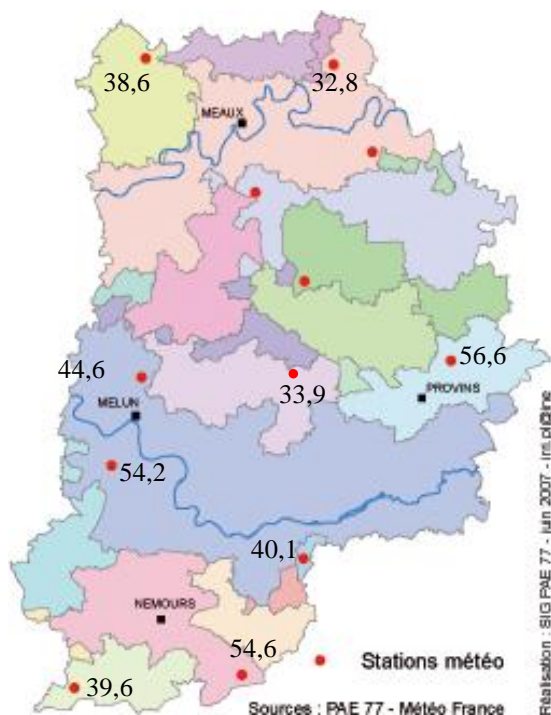 38,6
32,8
MEAUX
56,6
44,6
33,9
PROVINS
MELUN
54,2
40,1
NEMOURS
54,6
Stations météo
39,6
Sources : PAE 77 - Météo France
Réalisation : SIG PAE 77 - juin 2007 -